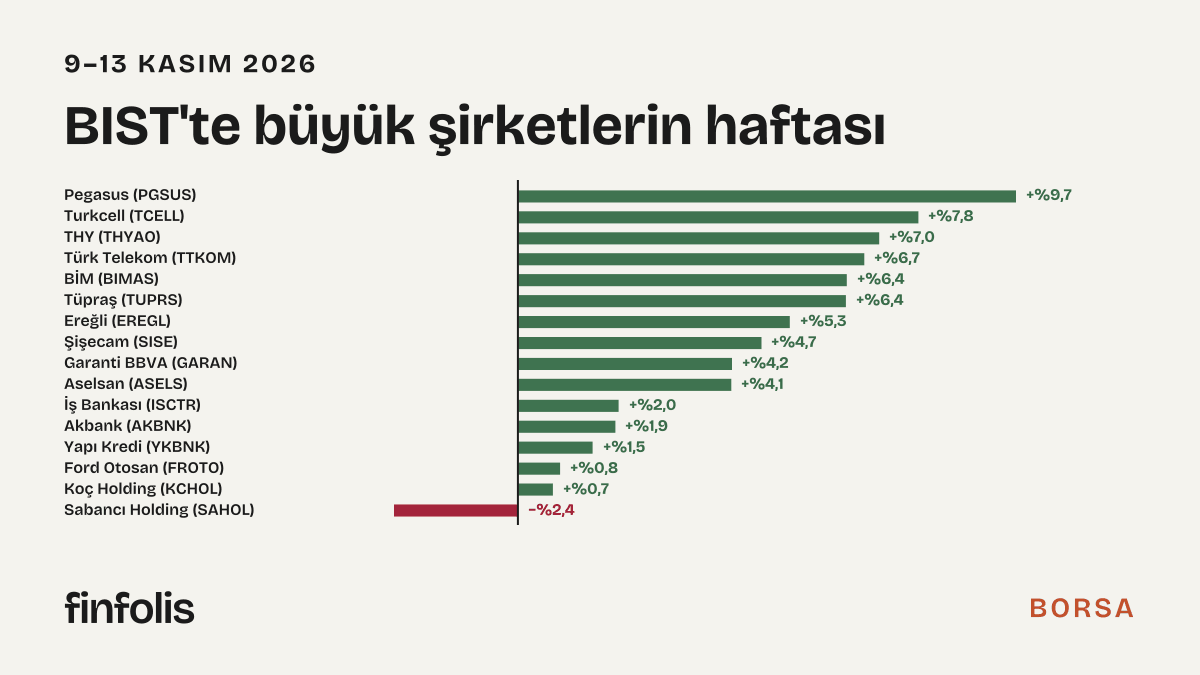 9–13 KASIM 2026
BIST'te büyük şirketlerin haftası
Pegasus (PGSUS) +%9,7
Turkcell (TCELL) +%7,8
THY (THYAO) +%7,0
Türk Telekom (TTKOM) +%6,7
BİM (BIMAS) +%6,4
Tüpraş (TUPRS) +%6,4
Ereğli (EREGL) +%5,3
Şişecam (SISE) +%4,7
Garanti BBVA (GARAN) +%4,2
Aselsan (ASELS) +%4,1
İş Bankası (ISCTR) +%2,0
Akbank (AKBNK) +%1,9
Yapı Kredi (YKBNK) +%1,5
Ford Otosan (FROTO) +%0,8
Koç Holding (KCHOL) +%0,7
Sabancı Holding (SAHOL) −%2,4
finfolis
BORSA